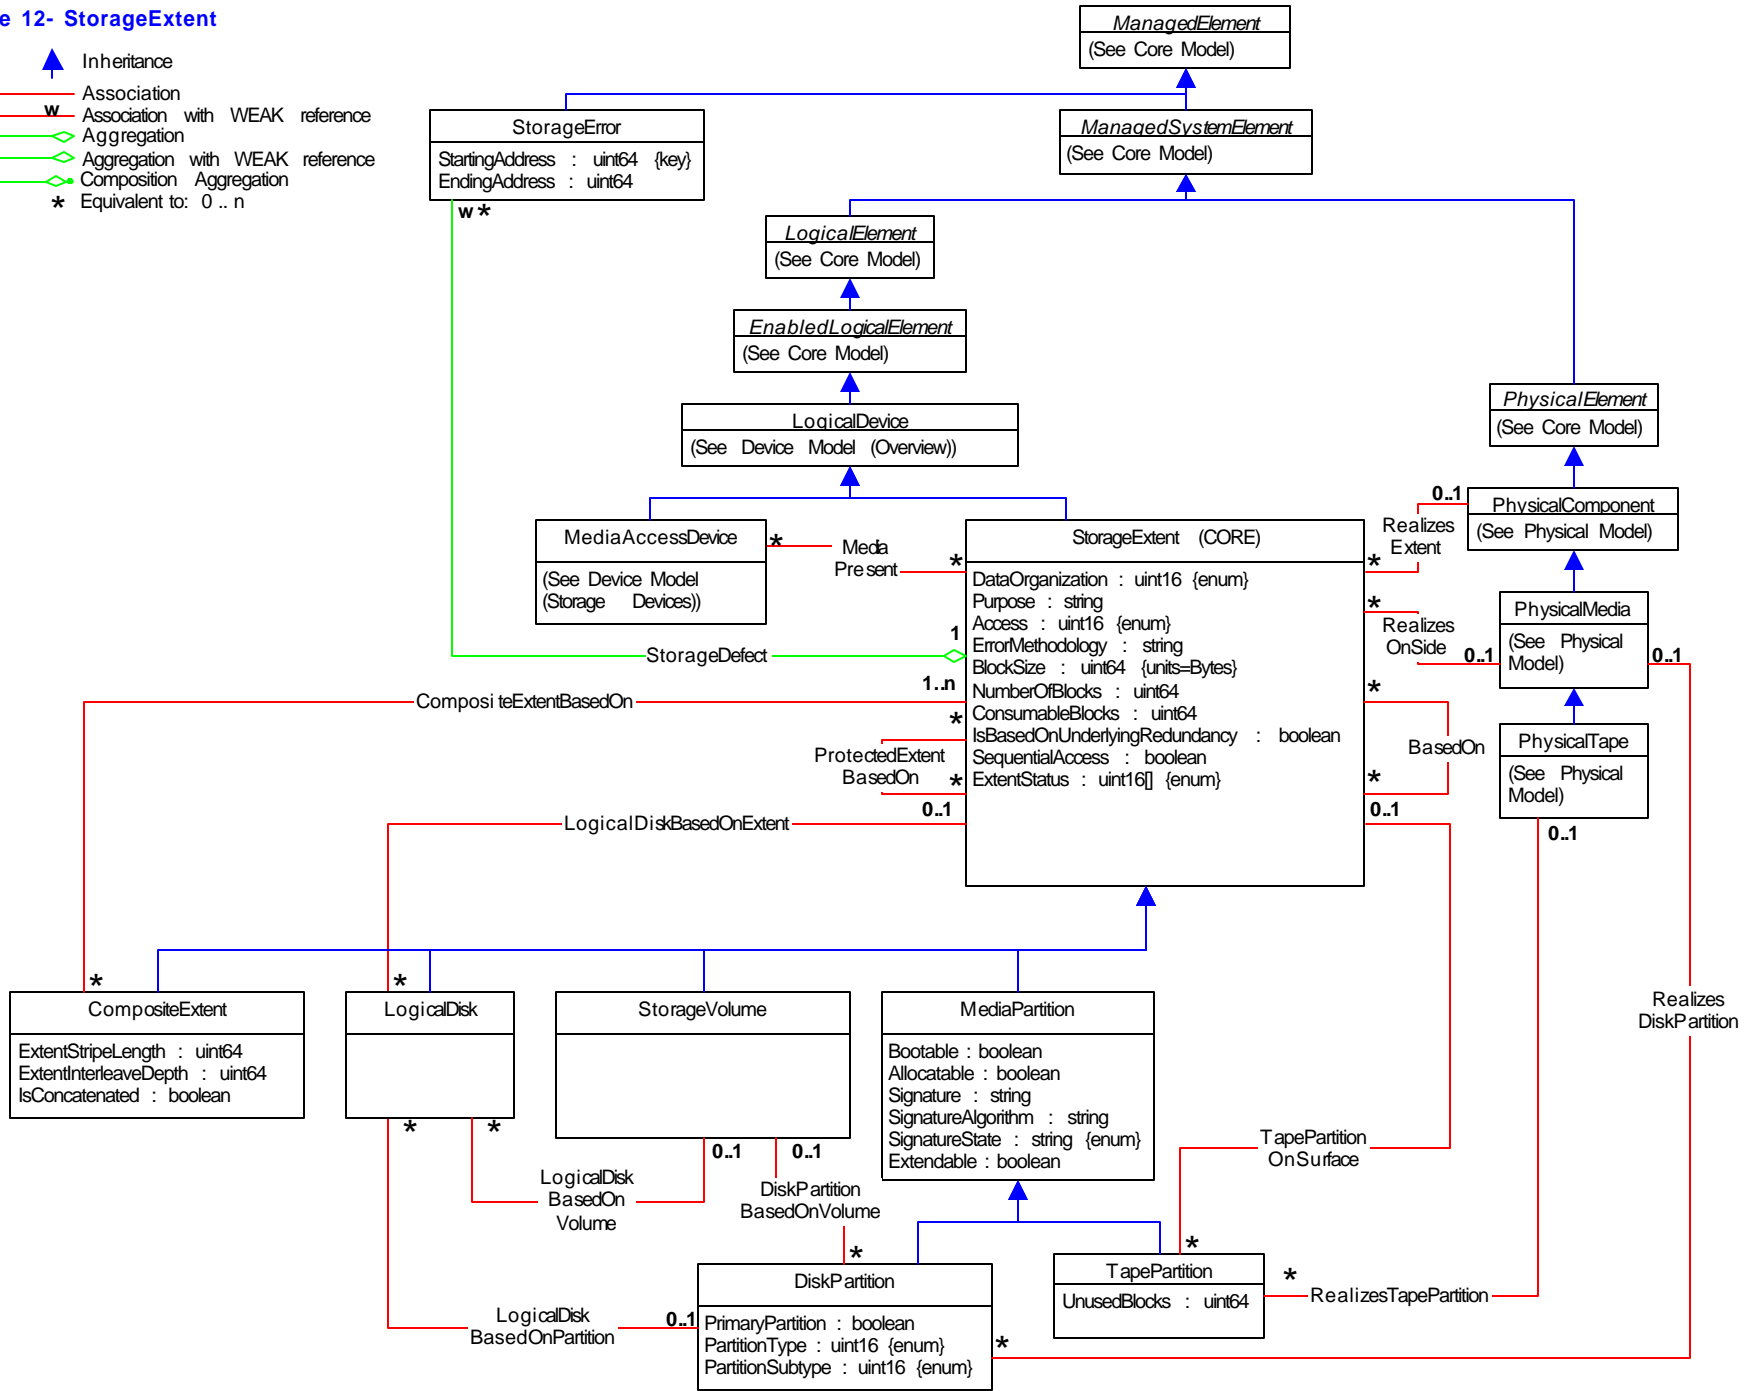 e 12- StorageExtent
Inheritance
Association
w Association with WEAK reference
Aggregation
Aggregation with WEAK reference
Composition Aggregation
* Equivalent to: 0 .. n
ManagedElement
(See Core Model)
StorageError
StartingAddress : uint64 {key}
EndingAddress : uint64
w *
ManagedSystemElement
(See Core Model)
LogicalElement
(See Core Model)
EnabledLogicalElement
(See Core Model)
LogicalDevice
(See Device Model (Overview))
PhysicalElement
(See Core Model)
MediaAccessDevice
(See Device Model
(Storage Devices))
*
Media
Present
*
StorageExtent (CORE)
DataOrganization : uint16 {enum}
Purpose : string
Access : uint16 {enum}
ErrorMethodology : string
BlockSize : uint64 {units=Bytes}
NumberOfBlocks : uint64
ConsumableBlocks : uint64
IsBasedOnUnderlyingRedundancy : boolean
SequentialAccess : boolean
ExtentStatus : uint16[] {enum}
0..1
Realizes
Extent
*
PhysicalComponent
(See Physical Model)
*
Realizes
OnSide
0..1
PhysicalMedia
(See Physical
Model)
0..1
1
StorageDefect
1..n
CompositeExtentBasedOn
*
ProtectedExtent
BasedOn
*
*
BasedOn
*
PhysicalTape
(See Physical
Model)
0..1
LogicalDiskBasedOnExtent
0..1
0..1
*
*
CompositeExtent
ExtentStripeLength : uint64
ExtentInterleaveDepth : uint64
IsConcatenated : boolean
LogicalDisk
*
*
StorageVolume
0..1
0..1
MediaPartition
Bootable : boolean
Allocatable : boolean
Signature : string
SignatureAlgorithm : string
SignatureState : string {enum}
Extendable : boolean
Realizes
DiskPartition
TapePartition
OnSurface
LogicalDisk
BasedOn
Volume
DiskPartition
BasedOnVolume
*
*
DiskPartition
PrimaryPartition : boolean
PartitionType : uint16 {enum}
PartitionSubtype : uint16 {enum}
TapePartition
UnusedBlocks : uint64
*
RealizesTapePartition
LogicalDisk
BasedOnPartition
0..1
*